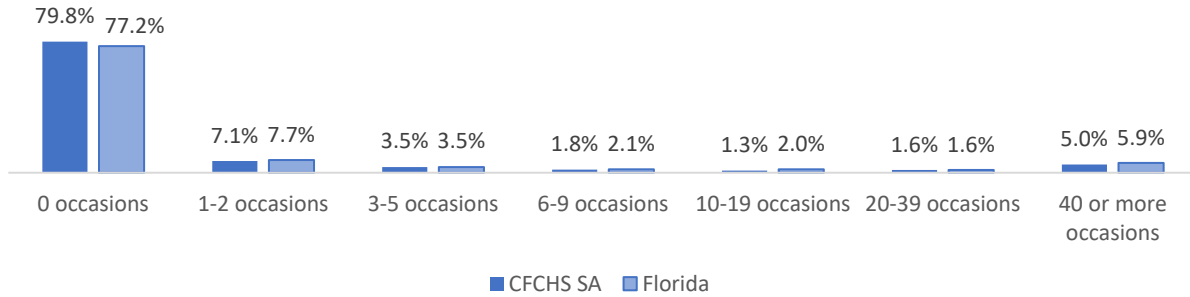 79.8% 77.2%
7.1% 7.7% 3.5% 3.5% 1.8% 2.1% 1.3% 2.0% 1.6% 1.6% 5.0% 5.9%
0 occasions 1-2 occasions 3-5 occasions 6-9 occasions 10-19 occasions 20-39 occasions 40 or more
occasions
CFCHS SA Florida